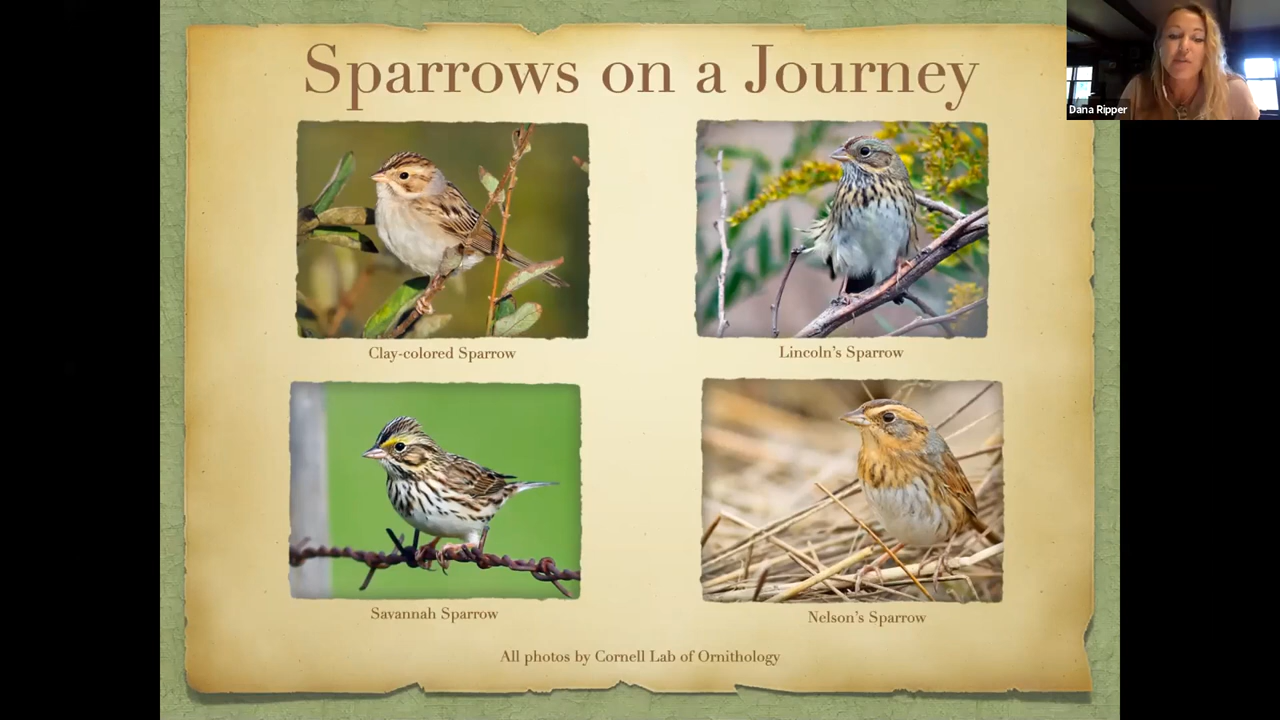 Sparrows on a Journey
Dana Ripper
Clay-colored Sparrow
Lincoln's Sparrow
Savannah Sparrow
Nelson's Sparrow
All photos by Cornell Lab of Ornithology